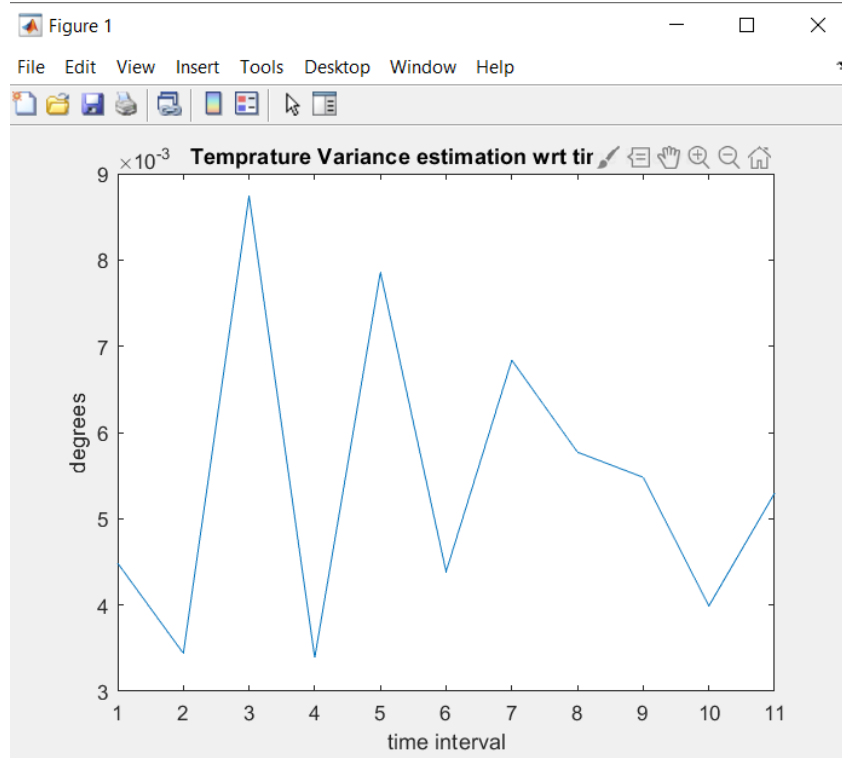 Figure 1
File Edit View Insert Tools Desktop Window Help
×10-3 Temprature Variance estimation wrt
9
8
7
6
5
4
3
degrees
1 2 3 4 5 6 7 8 9 10 11
time interval